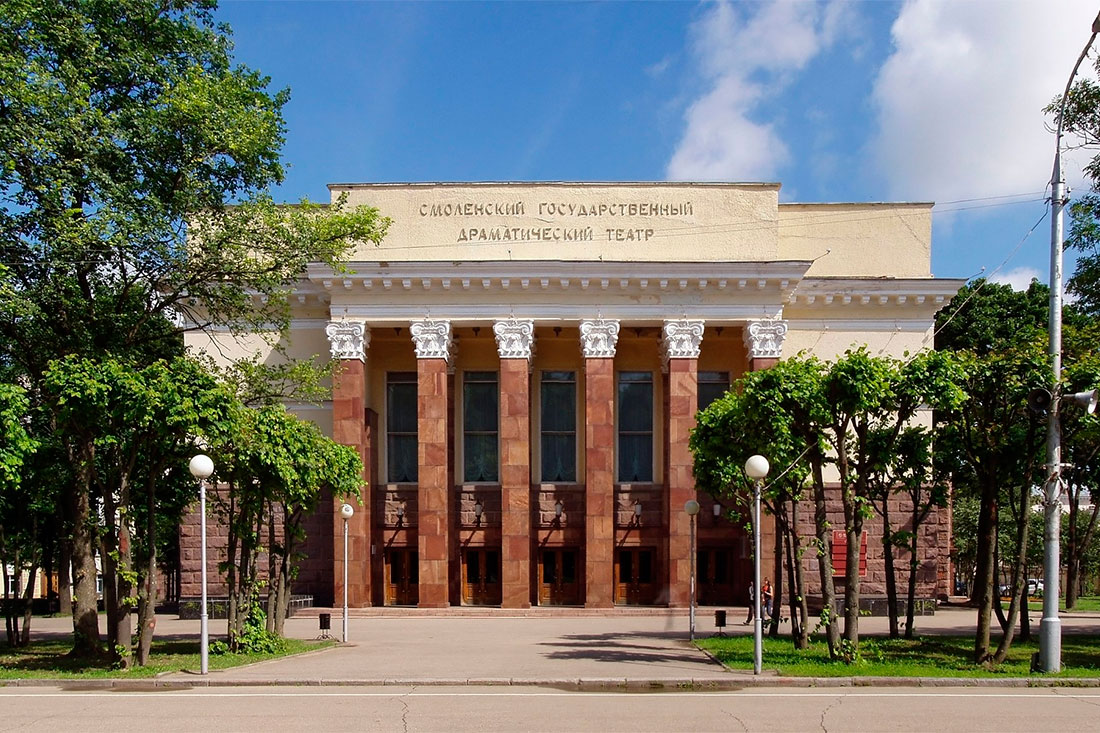 СМОЛЕНСКИЙ ГОСУДАРСТВЕННЫЙ
ДРАМАТИЧЕСКИЙ ТЕАТР